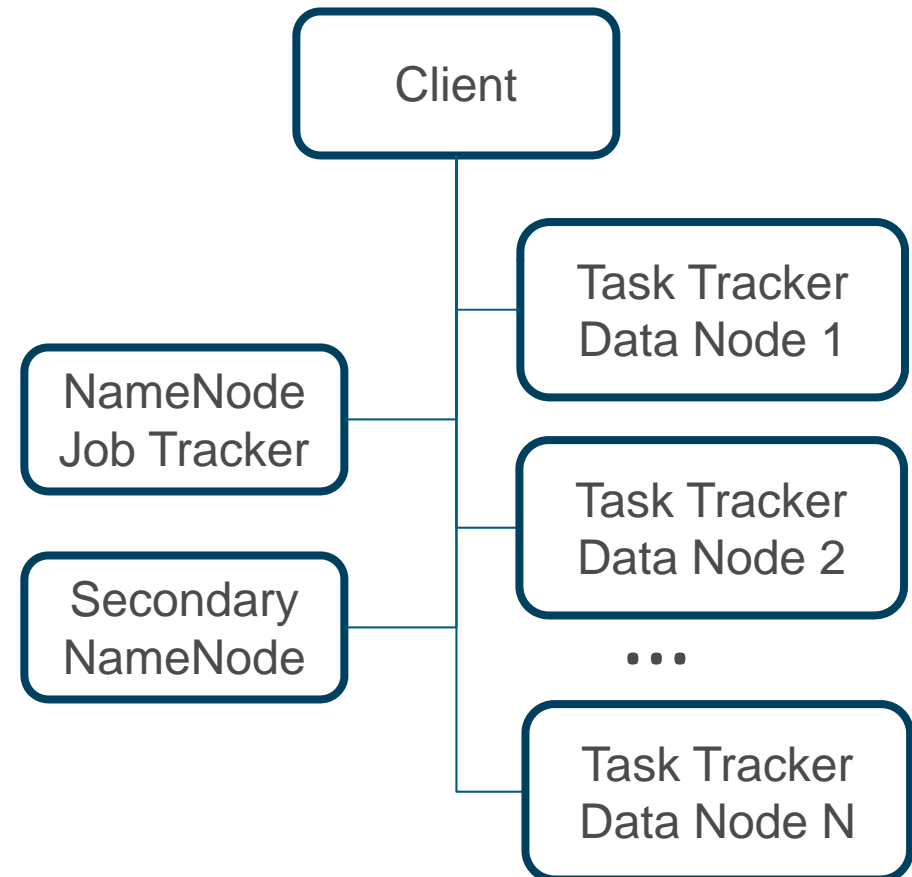 Client
Task Tracker
Data Node 1
NameNode
Job Tracker
Task Tracker
Data Node 2
Secondary
NameNode
...
Task Tracker
Data Node N